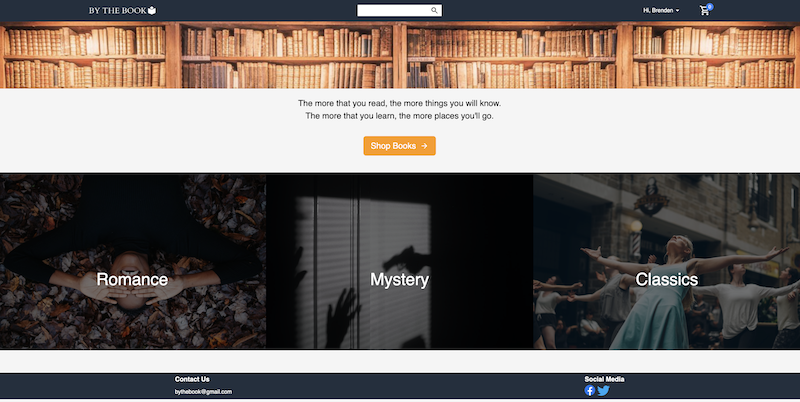 BY THE BOOK
Hi, Brenden
0
The more that you read, the more things you will know.
The more that you learn, the more places you'll go.
Shop Books →
Romance
Mystery
Classics
Contact Us
bythebook@gmail.com
Social Media